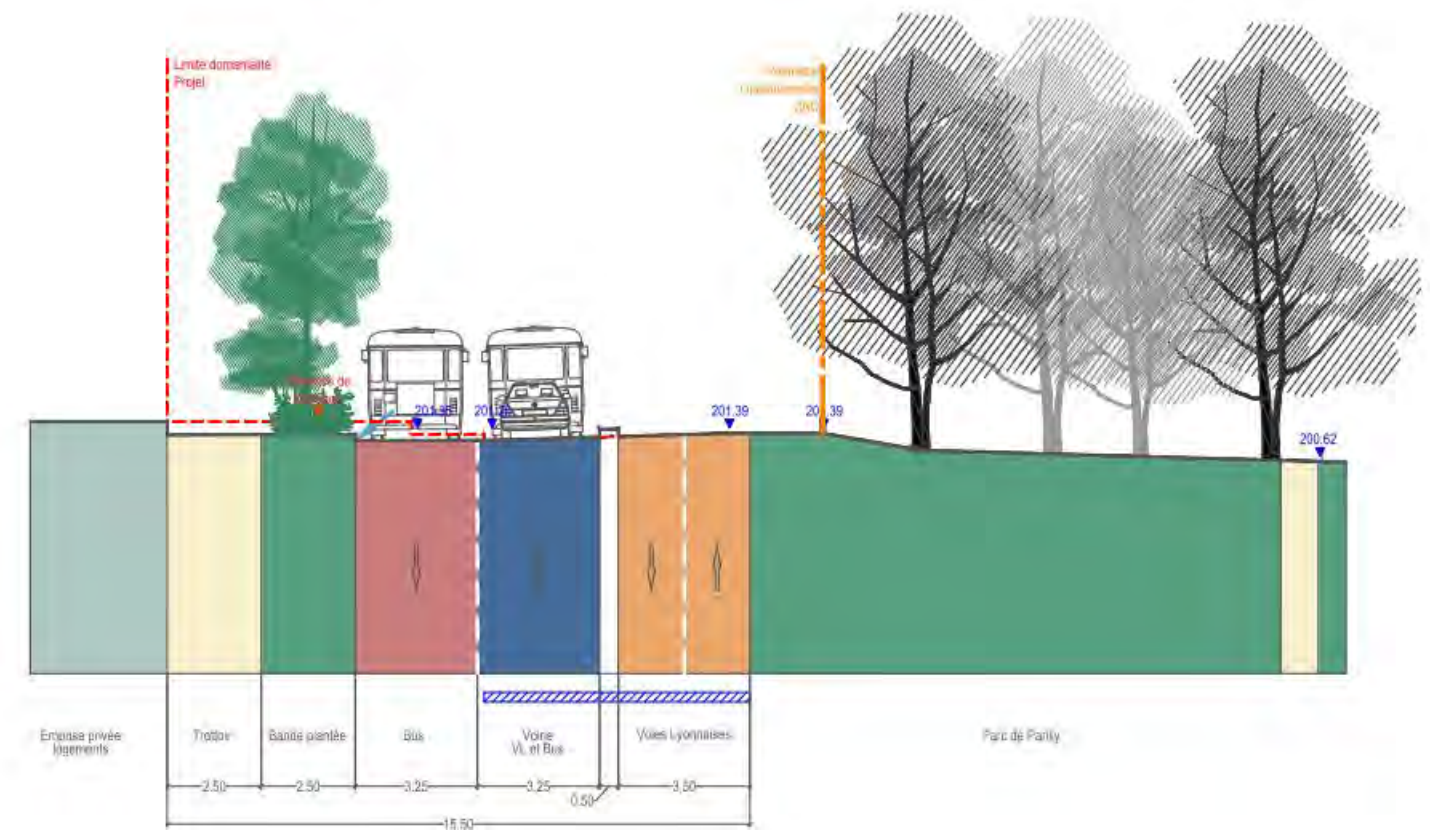 Limite domanialité
Projet
de
201.39
201.39
200.62
Emprise privée
logements
Trottoir
Bande plantée
Bus
Voirie
VL et Bus
Voies Lyonnaises
Parc de Parilly
2.50
2.50
3.25
3.25
0.50
3.50
15.50